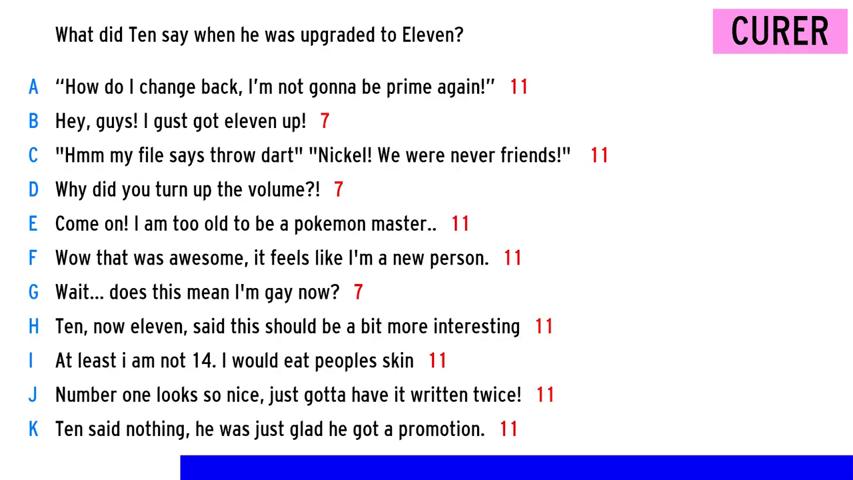 What did Ten say when he was upgraded to Eleven?
CURER
A “How do I change back, I’m not gonna be prime again!” 11
B Hey, guys! I gust got eleven up! 7
C "Hmm my file says throw dart" "Nickel! We were never friends!" 11
D Why did you turn up the volume?! 7
E Come on! I am too old to be a pokemon master.. 11
F Wow that was awesome, it feels like I'm a new person. 11
G Wait... does this mean I'm gay now? 7
H Ten, now eleven, said this should be a bit more interesting 11
I At least i am not 14. I would eat peoples skin 11
J Number one looks so nice, just gotta have it written twice! 11
K Ten said nothing, he was just glad he got a promotion. 11